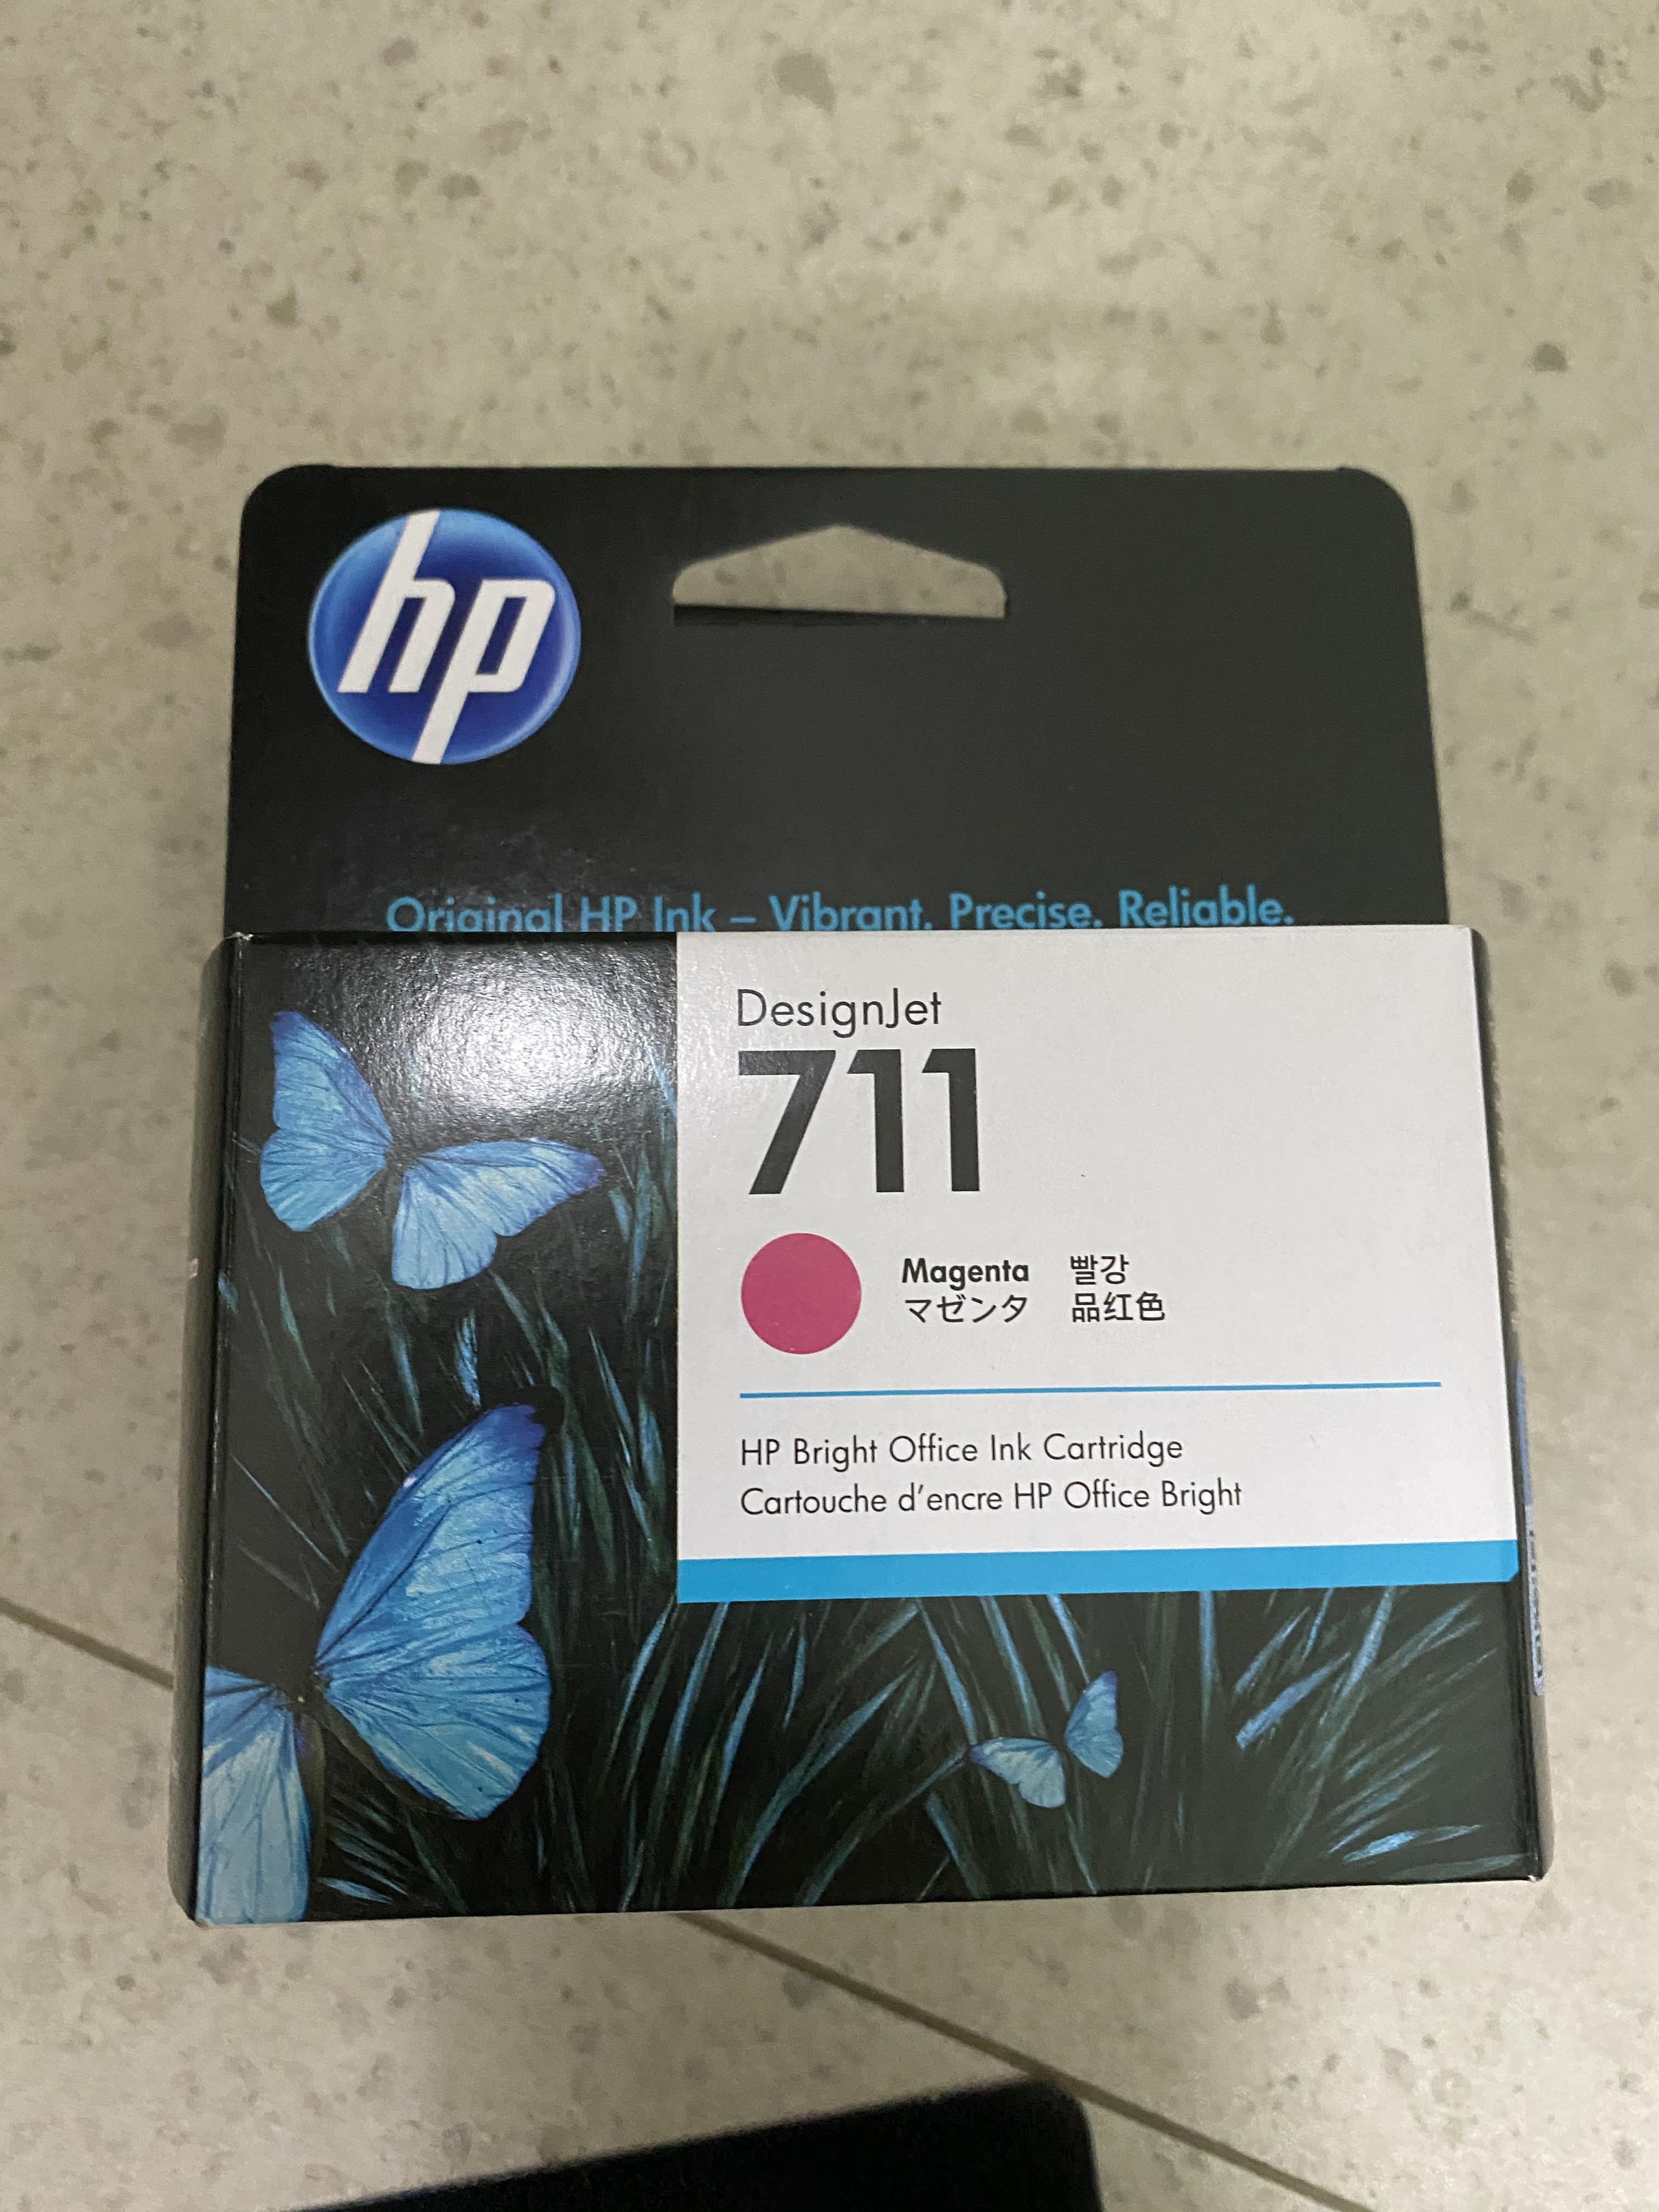 hp
Original HP Ink – Vibrant. Precise. Reliable.
DesignJet
711
Magenta 빨강
マゼンタ 品红色
HP Bright Office Ink Cartridge
Cartouche d'encre HP Office Bright